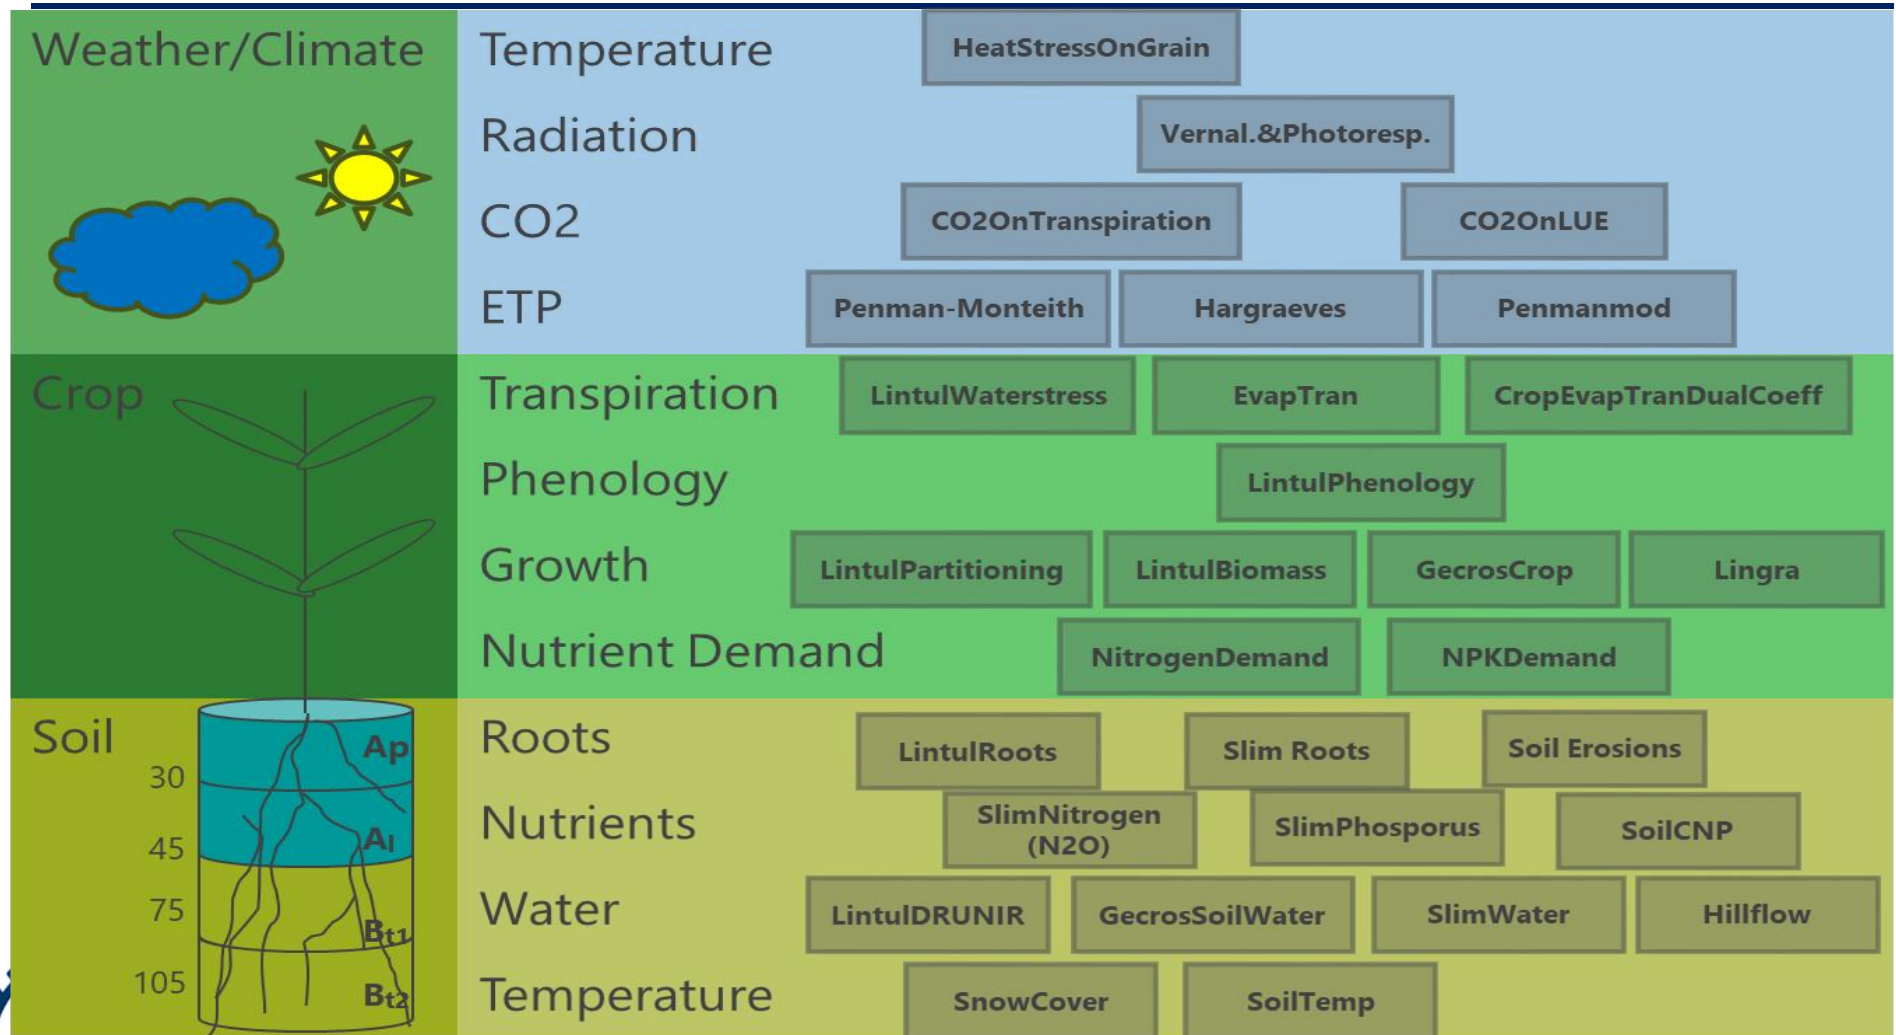 Weather/Climate
Temperature
HeatStressOnGrain
Radiation
Vernal.&Photoresp.
CO2
CO2OnTranspiration
CO2OnLUE
ETP
Penman-Monteith
Hargraeves
Penmanmod
Crop
Transpiration
LintulWaterstress
EvapTran
CropEvapTranDualCoeff
Phenology
LintulPhenology
Growth
LintulPartitioning
LintulBiomass
GecrosCrop
Lingra
Nutrient Demand
NitrogenDemand
NPKDemand
Soil
30
45
75
105
Ap
Al
Bt1
Bt2
Roots
LintulRoots
Slim Roots
Soil Erosions
Nutrients
SlimNitrogen
(N2O)
SlimPhosporus
SoilCNP
Water
LintulDRUNIR
GecrosSoilWater
SlimWater
Hillflow
Temperature
SnowCover
SoilTemp